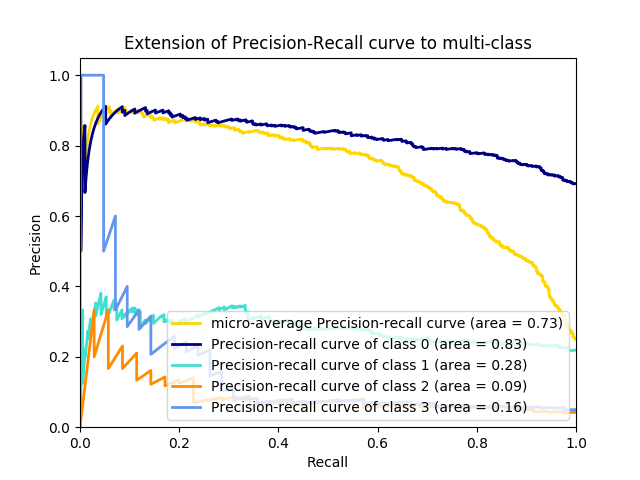 Extension of Precision-Recall curve to multi-class
Precision
1.0
0.8
0.6
0.4
0.2
0.0
micro-average Precision-recall curve (area = 0.73)
Precision-recall curve of class 0 (area = 0.83)
Precision-recall curve of class 1 (area = 0.28)
Precision-recall curve of class 2 (area = 0.09)
Precision-recall curve of class 3 (area = 0.16)
0.0 0.2 0.4 0.6 0.8 1.0
Recall